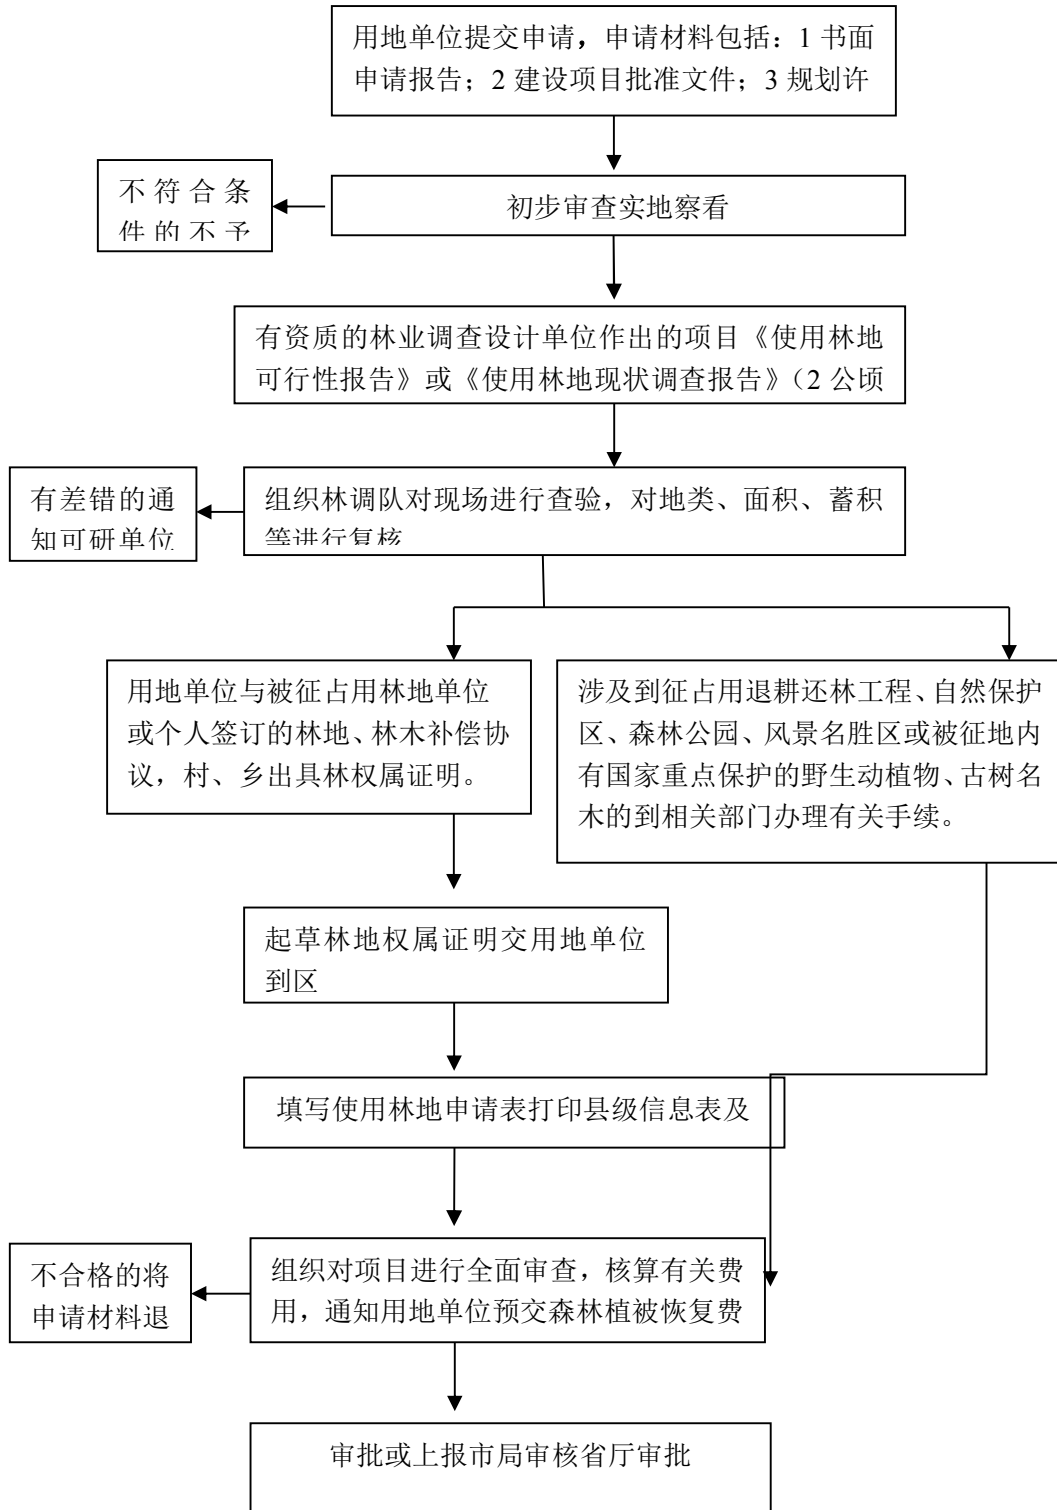 用地单位提交申请，申请材料包括：1 书面
申请报告；2 建设项目批准文件；3 规划许
不符合条
件的不予
初步审查实地察看
有资质的林业调查设计单位作出的项目《使用林地
可行性报告》或《使用林地现状调查报告》（2 公顷
有差错的通
知可研单位
组织林调队对现场进行查验，对地类、面积、蓄积
等进行复核
用地单位与被征占用林地单位
或个人签订的林地、林木补偿协
议，村、乡出具林权属证明。
涉及到征占用退耕还林工程、自然保护
区、森林公园、风景名胜区或被征地内
有国家重点保护的野生动植物、古树名
木的到相关部门办理有关手续。
起草林地权属证明交用地单位
到区
填写使用林地申请表打印县级信息表及
不合格的将
申请材料退
组织对项目进行全面审查，核算有关费
用，通知用地单位预交森林植被恢复费
审批或上报市局审核省厅审批